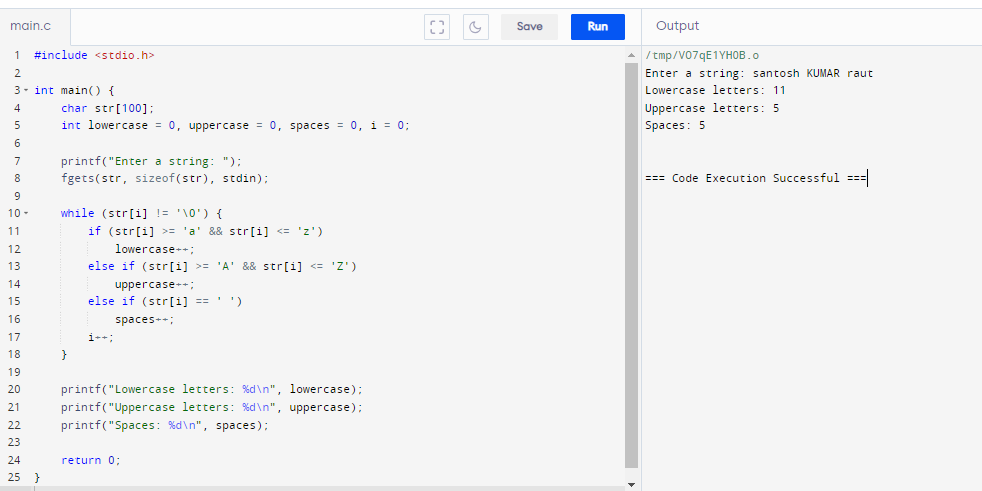 main.c Save Run Output
1 #include <stdio.h>
2
3 int main() {
4 char str[100];
5 int lowercase = 0, uppercase = 0, spaces = 0, i = 0;
6
7 printf("Enter a string: ");
8 fgets(str, sizeof(str), stdin);
9
10 while (str[i] != '\0') {
11 if (str[i] >= 'a' && str[i] <= 'z')
12 lowercase++;
13 else if (str[i] >= 'A' && str[i] <= 'Z')
14 uppercase++;
15 else if (str[i] == ' ')
16 spaces++;
17 i++;
18 }
19
20 printf("Lowercase letters: %d\n", lowercase);
21 printf("Uppercase letters: %d\n", uppercase);
22 printf("Spaces: %d\n", spaces);
23
24 return 0;
25 }
/tmp/VO7qE1YHOB.o
Enter a string: santosh KUMAR raut
Lowercase letters: 11
Uppercase letters: 5
Spaces: 5
=== Code Execution Successful ===